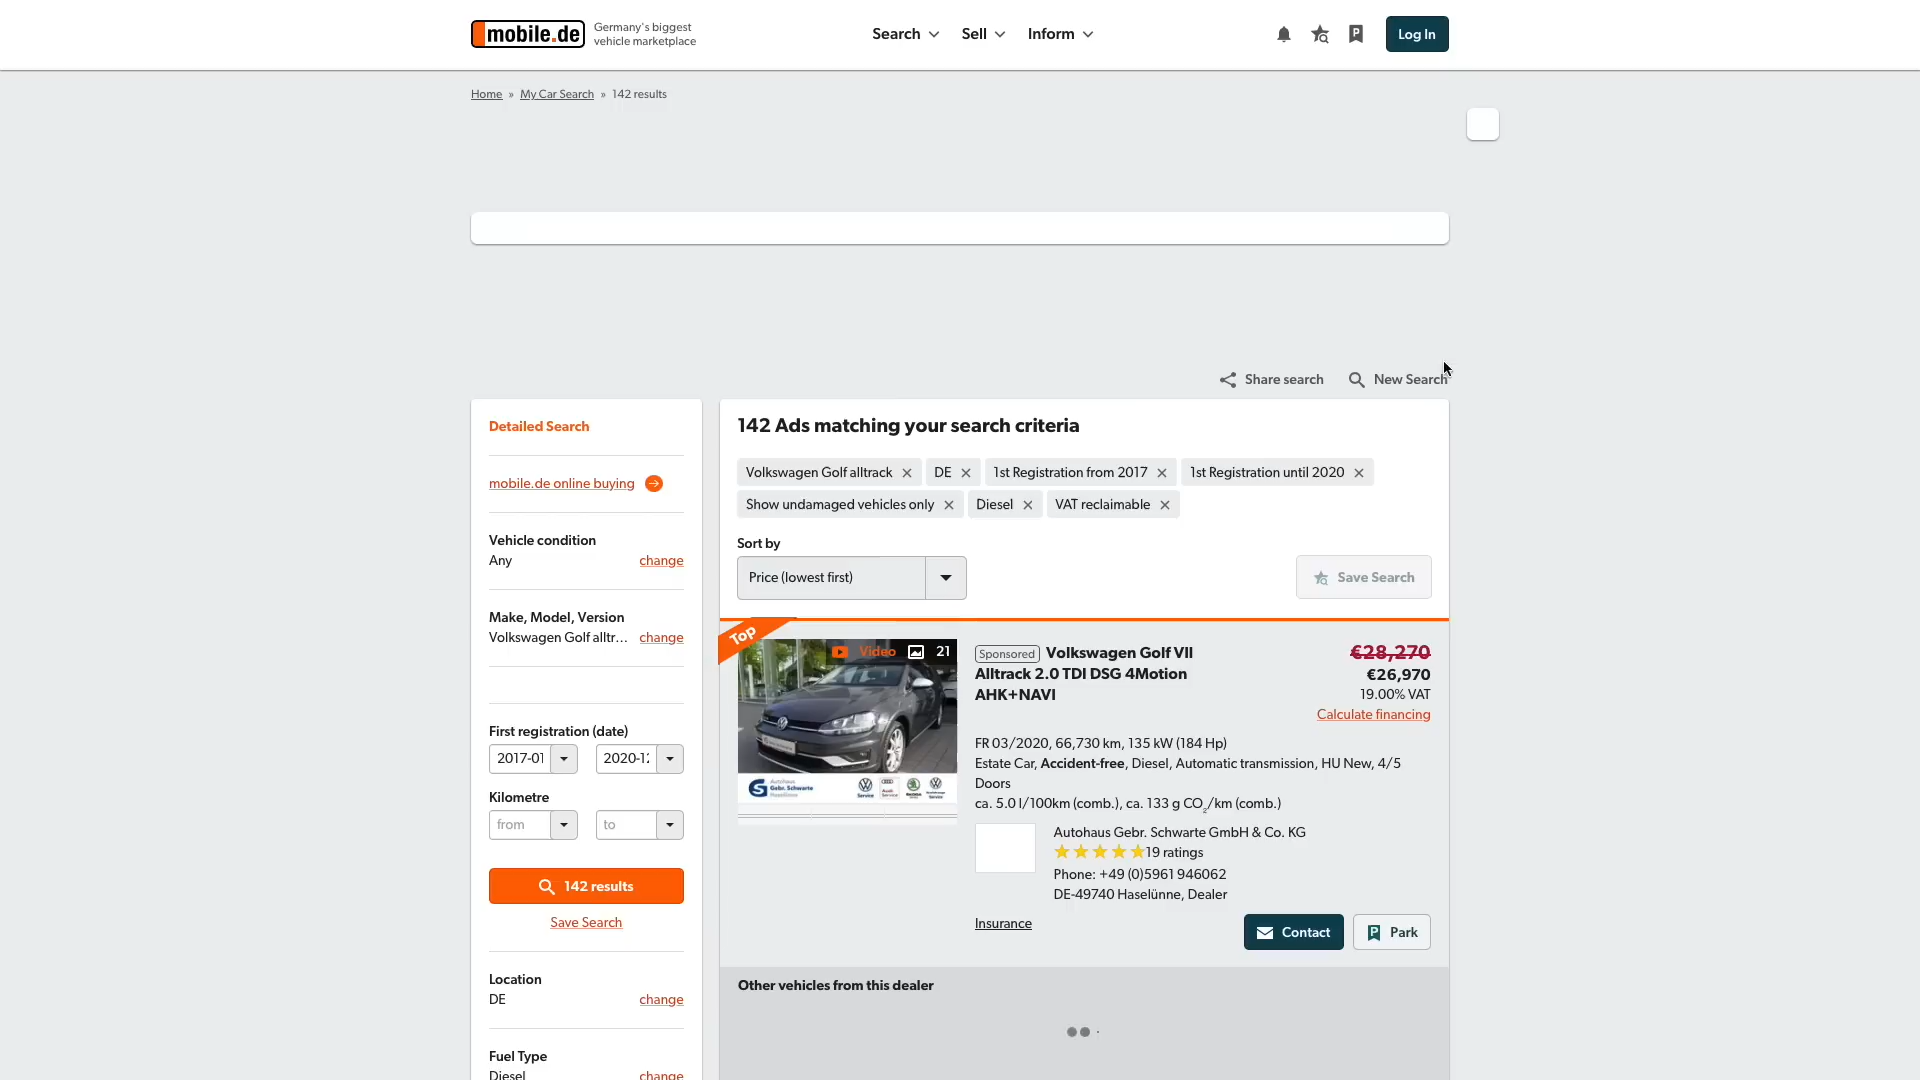 mobile.de
Germany's biggest
vehicle marketplace
Search
Sell
Inform
Log In
Home » My Car Search » 142 results
Share search
New Search
Detailed Search
mobile.de online buying
Vehicle condition
Any
change
Make, Model, Version
Volkswagen Golf alltr...
change
First registration (date)
2017-01
2020-12
Kilometre
from
to
142 results
Save Search
Location
DE
change
Fuel Type
Diesel
change
142 Ads matching your search criteria
Volkswagen Golf alltrack
DE
1st Registration from 2017
1st Registration until 2020
Show undamaged vehicles only
Diesel
VAT reclaimable
Sort by
Price (lowest first)
Save Search
Top
Video
21
Autohaus
Gebr. Schwarte
Haselünne
Service
Audi
Service
Service
Sponsored Volkswagen Golf VII
Alltrack 2.0 TDI DSG 4Motion
AHK+NAVI
€28,270
€26,970
19.00% VAT
Calculate financing
FR 03/2020, 66,730 km, 135 kW (184 Hp)
Estate Car, Accident-free, Diesel, Automatic transmission, HU New, 4/5
Doors
ca. 5.0 l/100km (comb.), ca. 133 g CO₂/km (comb.)
Autohaus Gebr. Schwarte GmbH & Co. KG
19 ratings
Phone: +49 (0)5961 946062
DE-49740 Haselünne, Dealer
Insurance
Contact
Park
Other vehicles from this dealer